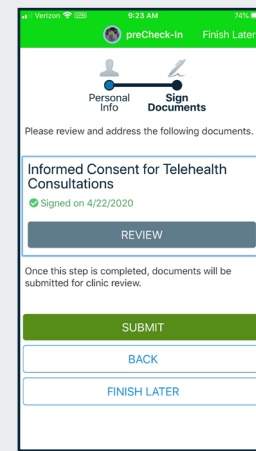 Verizon
9:23 AM
74%
preCheck-In
Finish Later
Personal
Info
Sign
Documents
Please review and address the following documents.
Informed Consent for Telehealth
Consultations
Signed on 4/22/2020
REVIEW
Once this step is completed, documents will be
submitted for clinic review.
SUBMIT
BACK
FINISH LATER